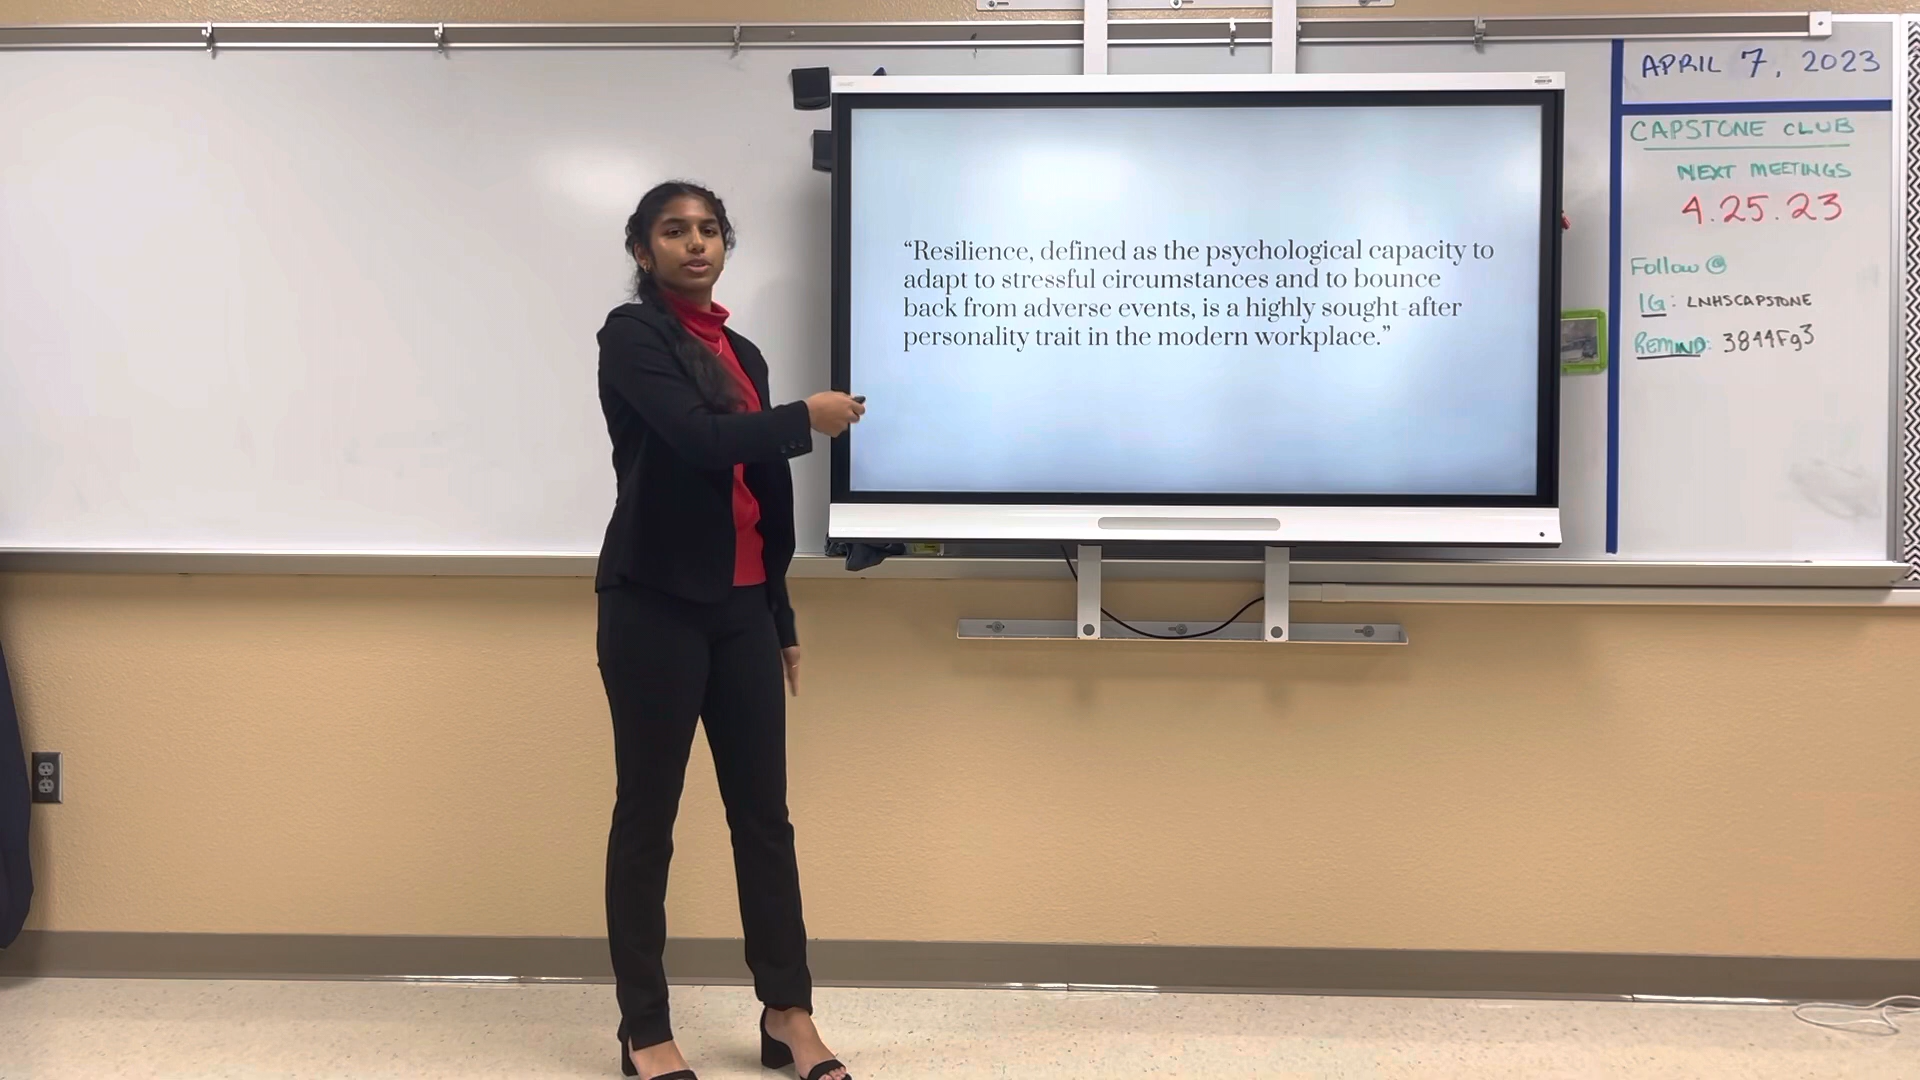 “Resilience, defined as the psychological capacity to
adapt to stressful circumstances and to bounce
back from adverse events, is a highly sought-after
personality trait in the modern workplace.”
APRIL 7, 2023
CAPSTONE CLUB
NEXT MEETINGS
4.25.23
Follow @
IG: LNHSCAPSTONE
REMIND: 3844Fg3